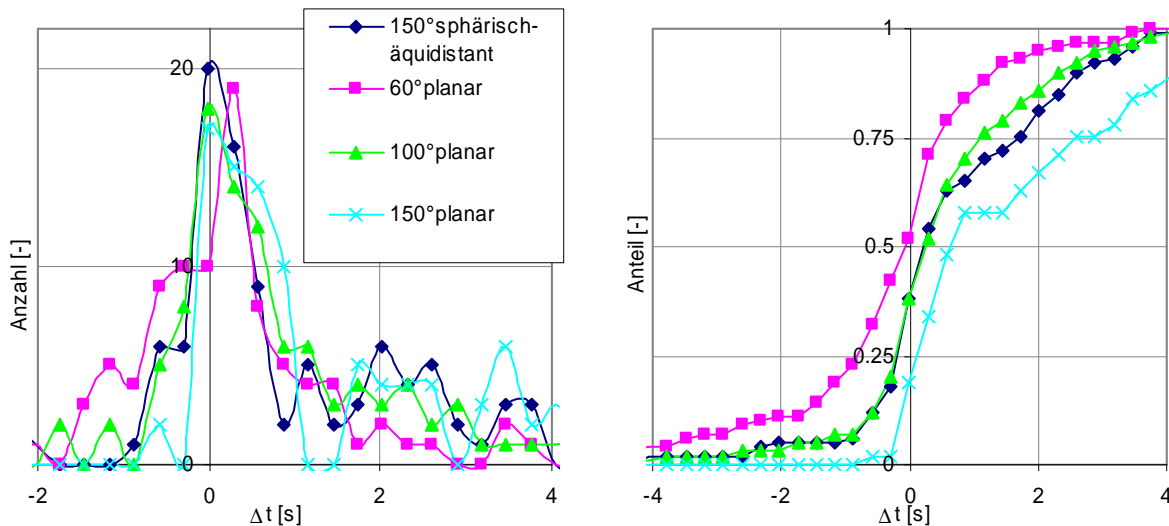 150°sphärisch-
äquidistant
60°planar
100°planar
150°planar
Anzahl [-]
20
10
0
-2
0
2
4
Δt [s]
Anteil [-]
1
0.75
0.5
0.25
0
-4
-2
0
2
4
Δt [s]